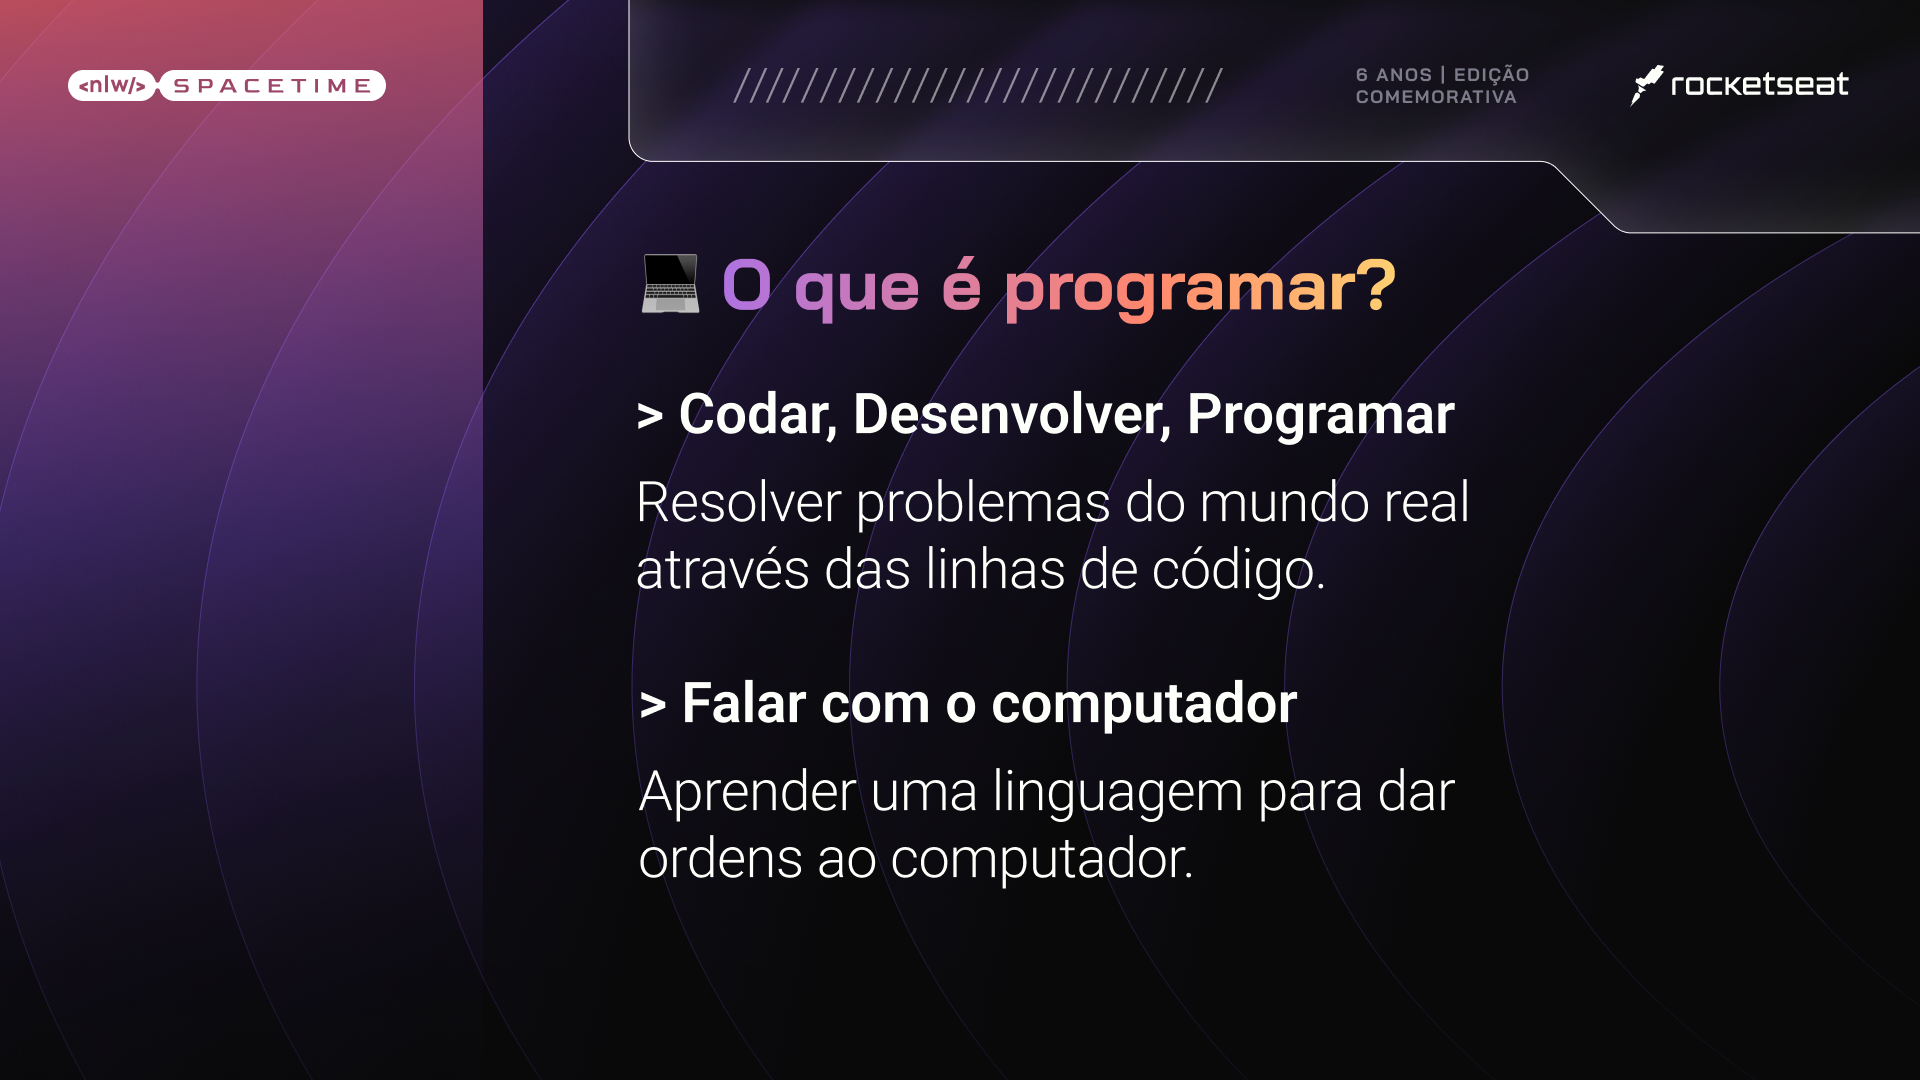 <nlw/> SPACETIME
6 ANOS | EDIÇÃO
COMEMORATIVA
rocketseat
O que é programar?
> Codar, Desenvolver, Programar
Resolver problemas do mundo real
através das linhas de código.
> Falar com o computador
Aprender uma linguagem para dar
ordens ao computador.